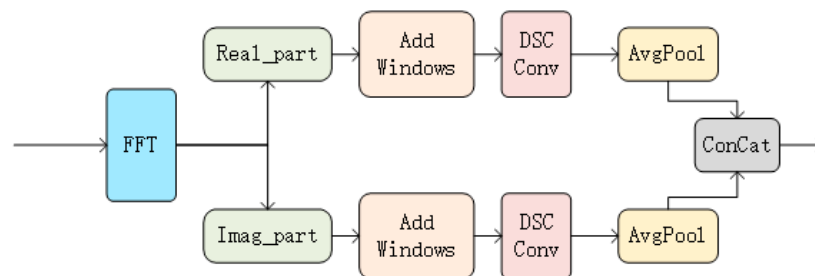 Real_part
Add
Windows
DSC
Conv
AvgPool
FFT
ConCat
Imag_part
Add
Windows
DSC
Conv
AvgPool